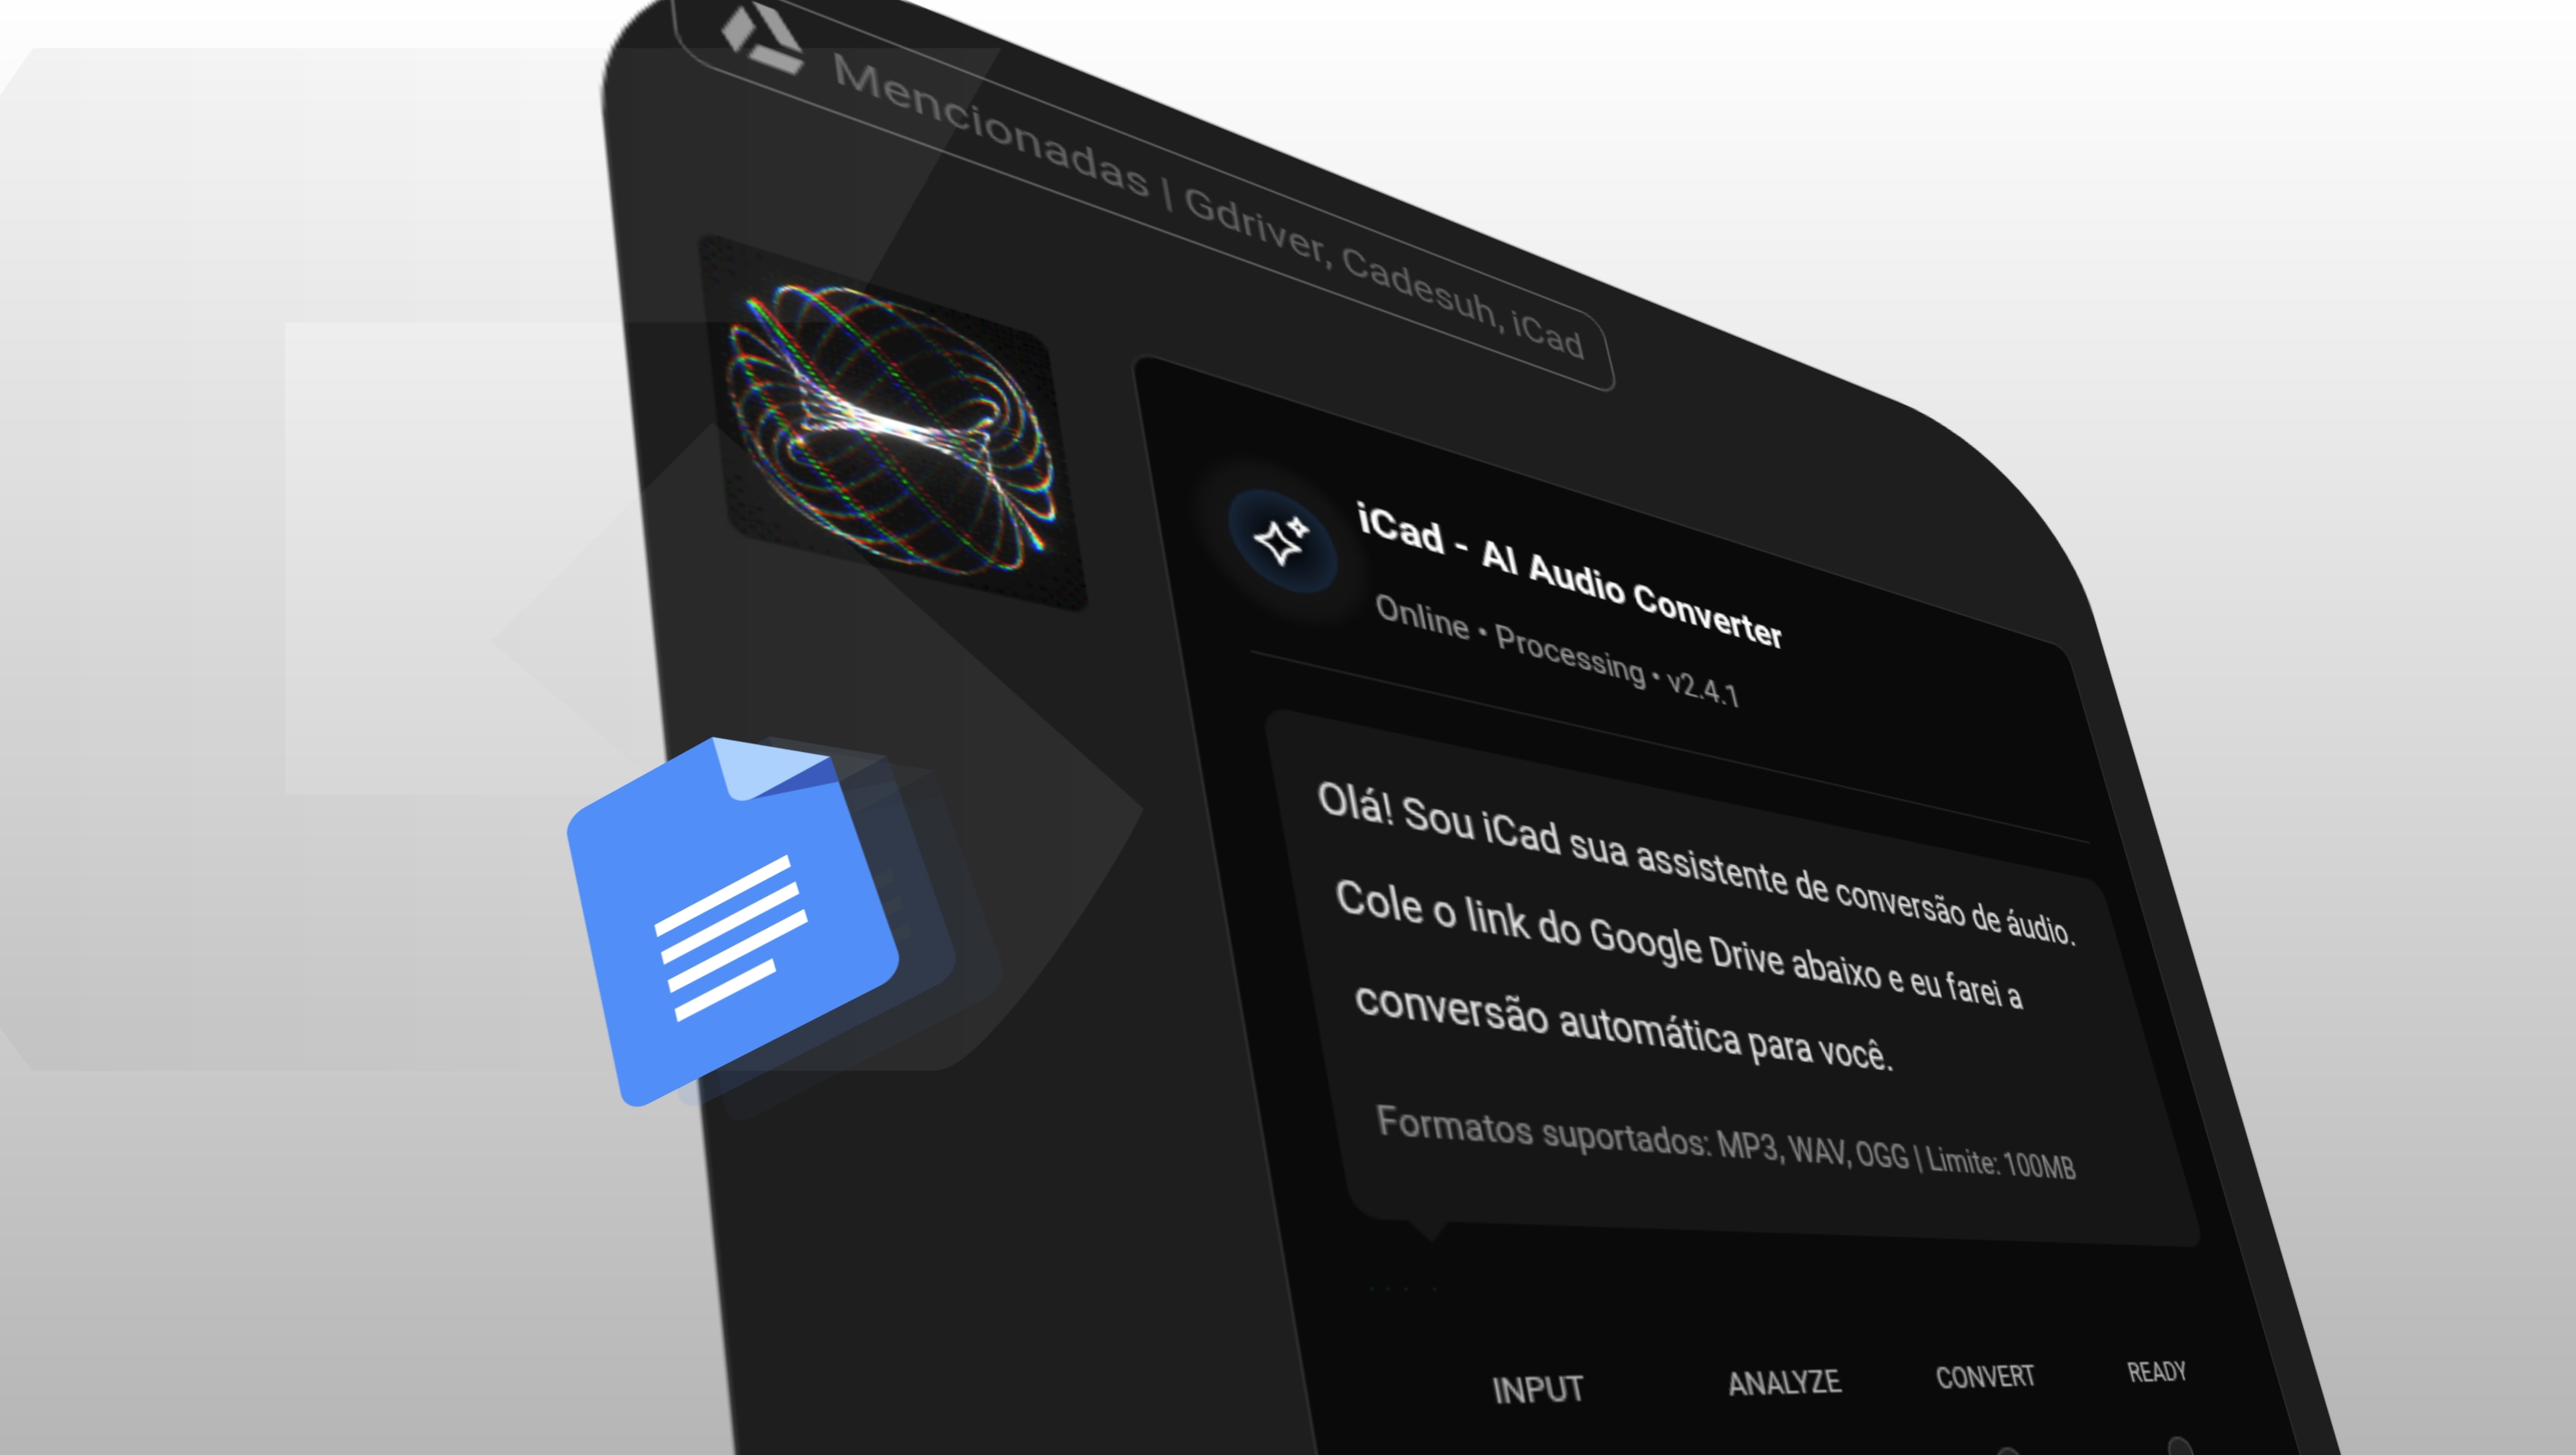 Mencionadas | Gdriver, Cadesuh, iCad
iCad - AI Audio Converter
Online • Processing • v2.4.1
Olá! Sou iCad sua assistente de conversão de áudio.
Cole o link do Google Drive abaixo e eu farei a
conversão automática para você.
Formatos suportados: MP3, WAV, OGG | Limite: 100MB
INPUT ANALYZE CONVERT READY